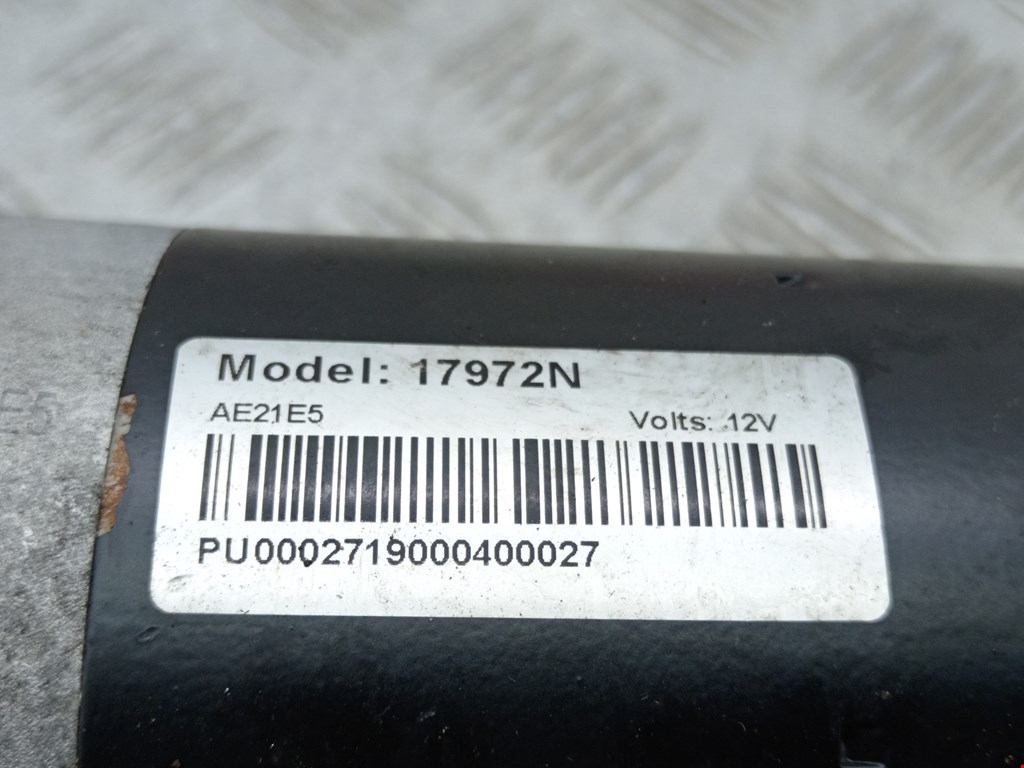 Model: 17972N
AE21E5
Volts: 12V
PU0002719000400027